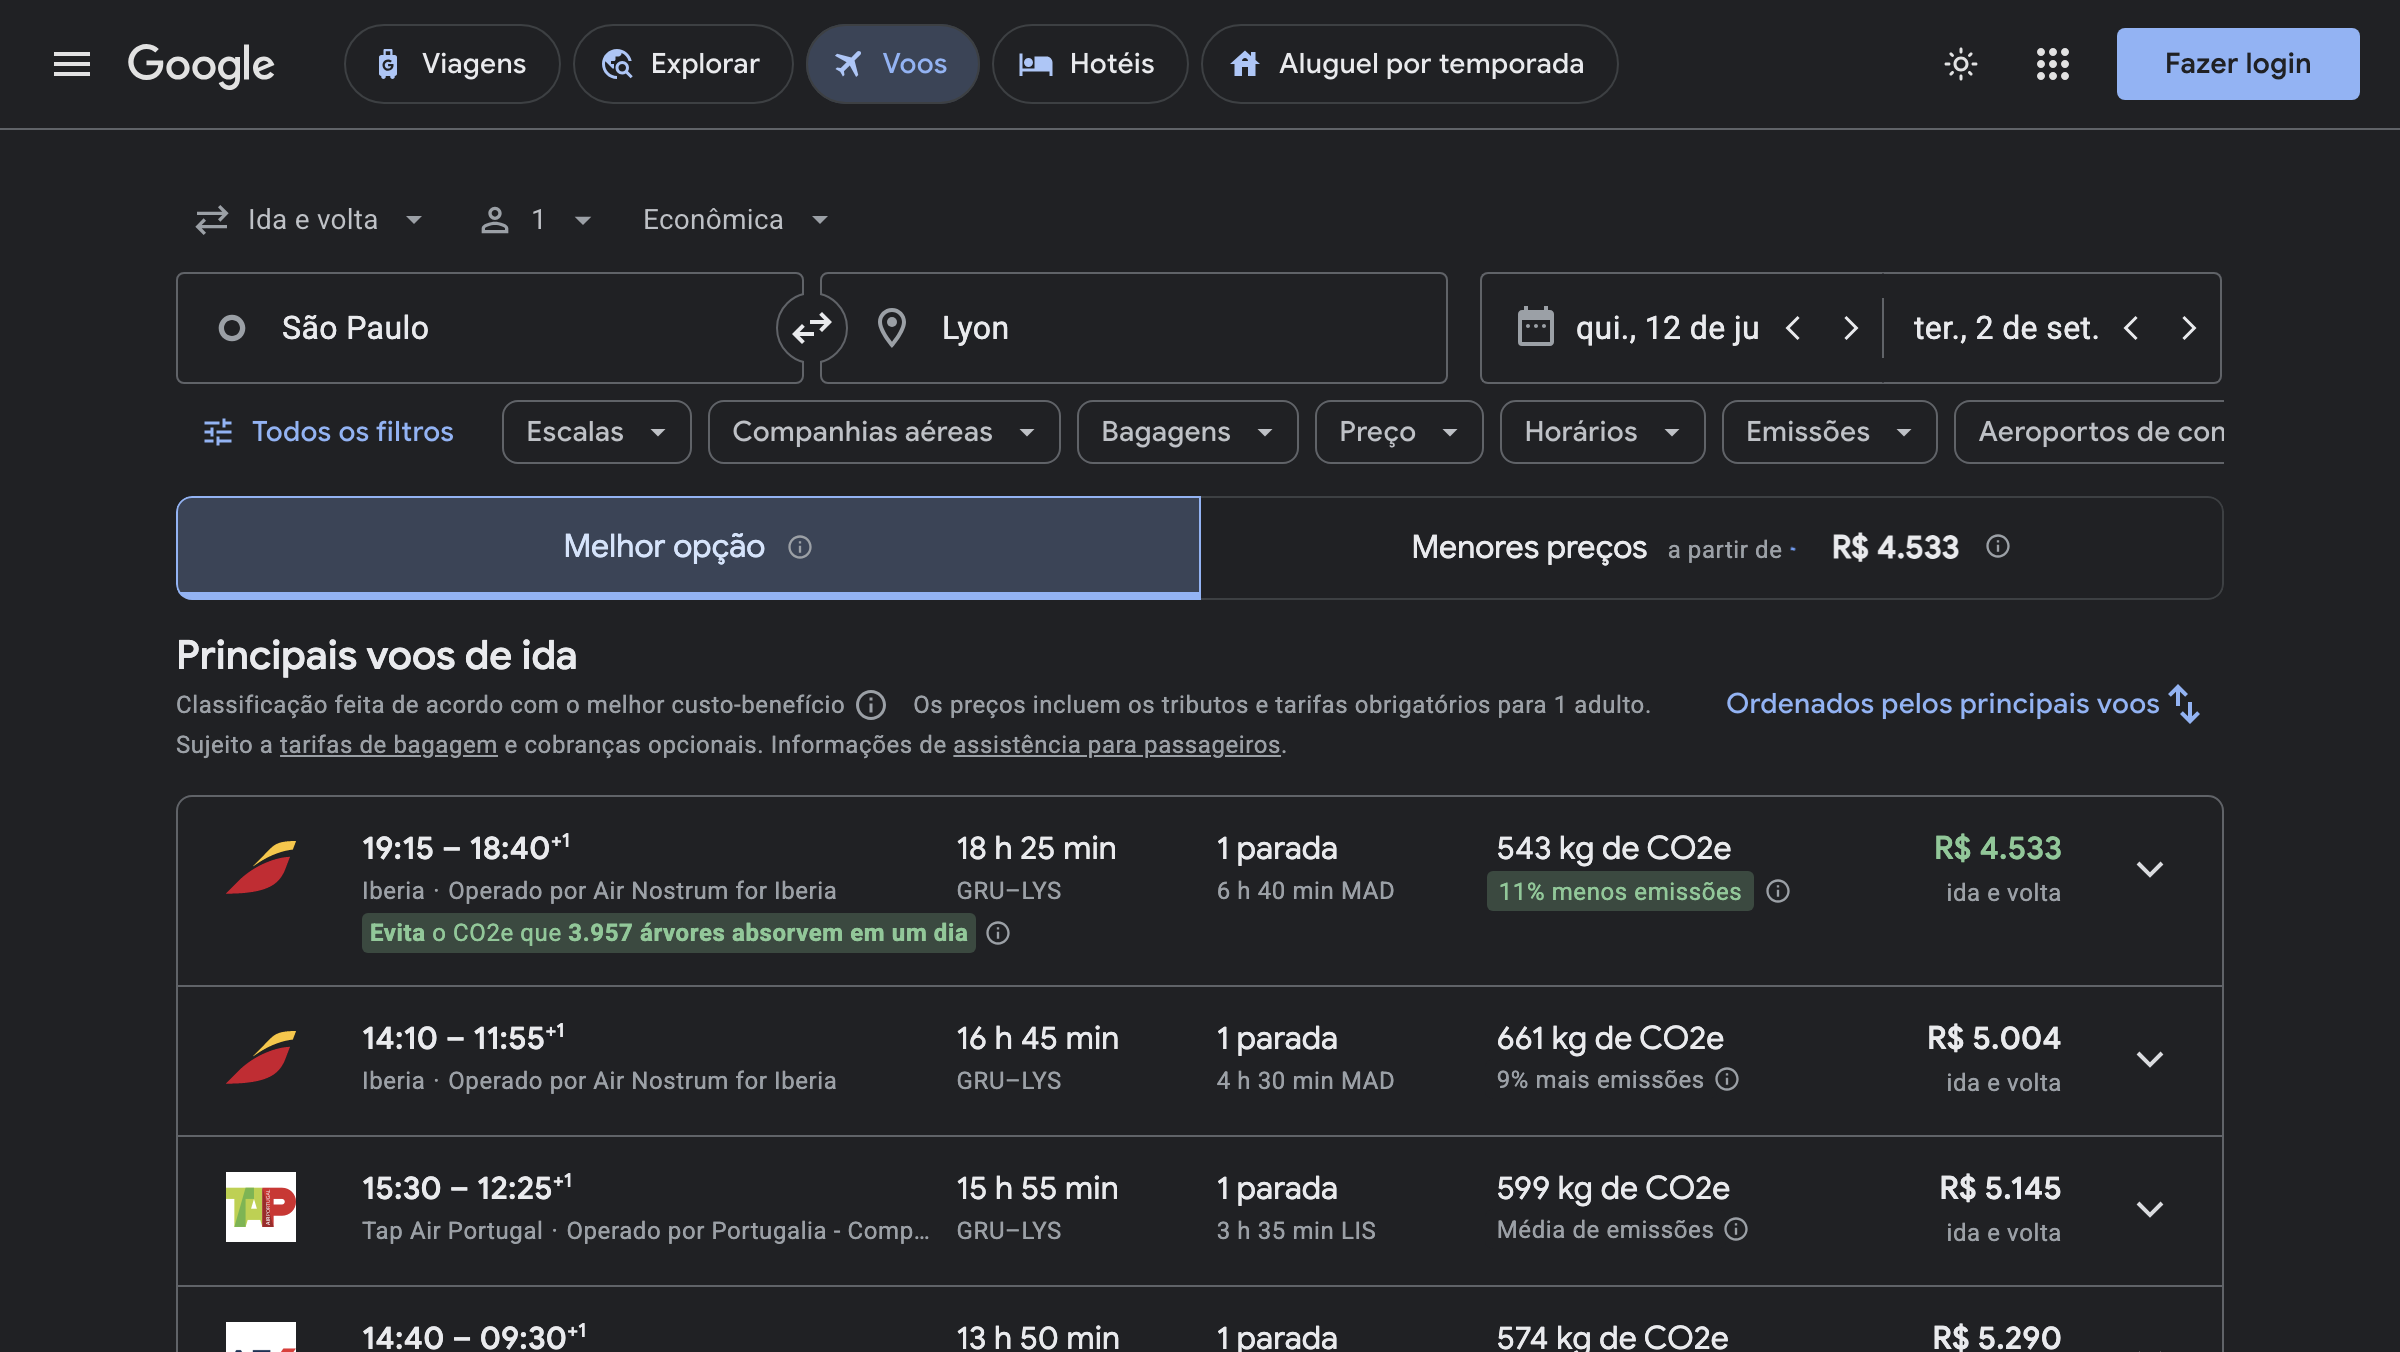 Google
Viagens
Explorar
Voos
Hotéis
Aluguel por temporada
Fazer login
Ida e volta
1
Econômica
São Paulo
Lyon
qui., 12 de ju
ter., 2 de set.
Todos os filtros
Escalas
Companhias aéreas
Bagagens
Preço
Horários
Emissões
Aeroportos de con
Melhor opção
Menores preços a partir de R$ 4.533
Principais voos de ida
Classificação feita de acordo com o melhor custo-benefício Os preços incluem os tributos e tarifas obrigatórios para 1 adulto.
Sujeito a tarifas de bagagem e cobranças opcionais. Informações de assistência para passageiros.
Ordenados pelos principais voos
19:15 – 18:40+1 18 h 25 min 1 parada 543 kg de CO2e R$ 4.533
Iberia · Operado por Air Nostrum for Iberia GRU–LYS 6 h 40 min MAD 11% menos emissões ida e volta
Evita o CO2e que 3.957 árvores absorvem em um dia
14:10 – 11:55+1 16 h 45 min 1 parada 661 kg de CO2e R$ 5.004
Iberia · Operado por Air Nostrum for Iberia GRU–LYS 4 h 30 min MAD 9% mais emissões ida e volta
TAP AIR PORTUGAL
15:30 – 12:25+1 15 h 55 min 1 parada 599 kg de CO2e R$ 5.145
Tap Air Portugal · Operado por Portugalia - Comp... GRU–LYS 3 h 35 min LIS Média de emissões ida e volta
14:40 – 09:30+1 13 h 50 min 1 parada 574 kg de CO2e R$ 5.290